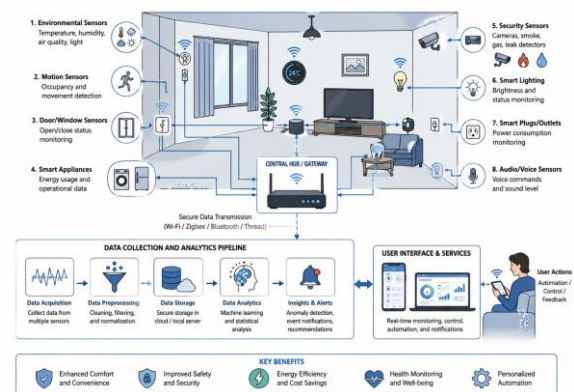 1. Environmental Sensors
Temperature, humidity,
air quality, light
2. Motion Sensors
Occupancy and
movement detection
3. Door/Window Sensors
Open/close status
monitoring
4. Smart Appliances
Energy usage and
operational data
24°C
5. Security Sensors
Cameras, smoke,
gas, leak detectors
6. Smart Lighting
Brightness and
status monitoring
7. Smart Plugs/Outlets
Power consumption
monitoring
8. Audio/Voice Sensors
Voice commands
and sound level
CENTRAL HUB / GATEWAY
Secure Data Transmission
(Wi-Fi / Zigbee / Bluetooth / Thread)
DATA COLLECTION AND ANALYTICS PIPELINE
Data Acquisition
Collect data from
multiple sensors
Data Preprocessing
Cleaning, filtering,
and normalization
Data Storage
Secure storage in
cloud / local server
Data Analytics
Machine learning
and statistical
analysis
Insights & Alerts
Anomaly detection,
event notifications,
recommendations
USER INTERFACE & SERVICES
Real-time monitoring, control,
automation, and notifications
User Actions
Automation /
Control /
Feedback
KEY BENEFITS
Enhanced Comfort
and Convenience
Improved Safety
and Security
Energy Efficiency
and Cost Savings
Health Monitoring
and Well-being
Personalized
Automation